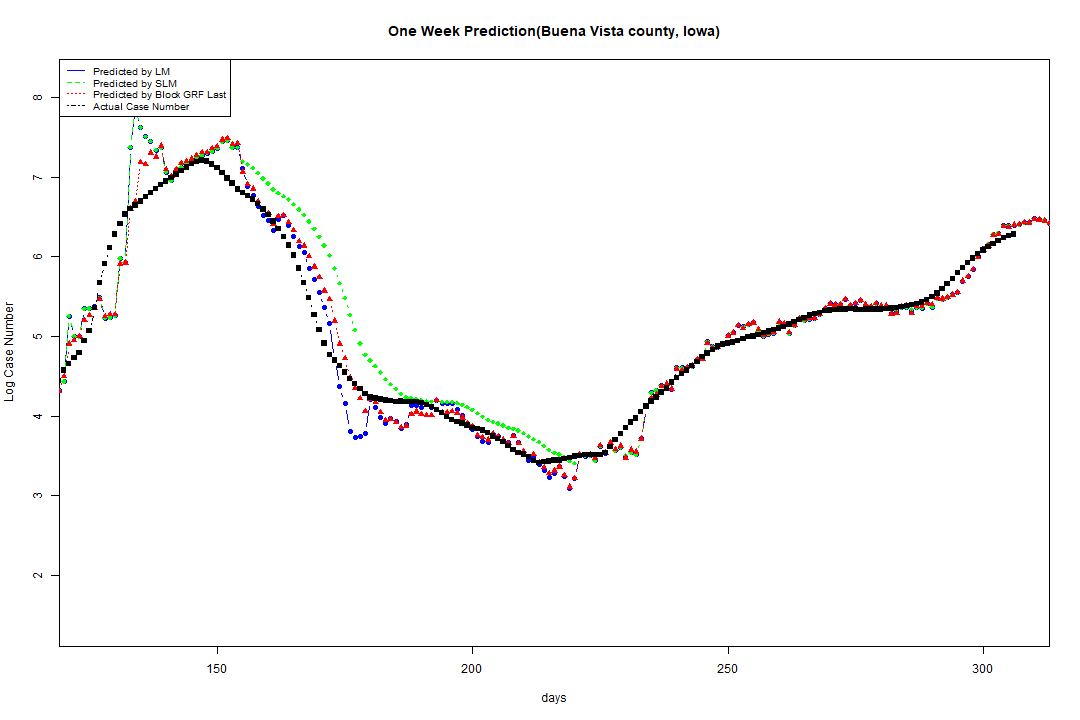 One Week Prediction(Buena Vista county, Iowa)
Predicted by LM
Predicted by SLM
Predicted by Block GRF Last
Actual Case Number
8
7
6
5
4
3
2
Log Case Number
150 200 250 300
days